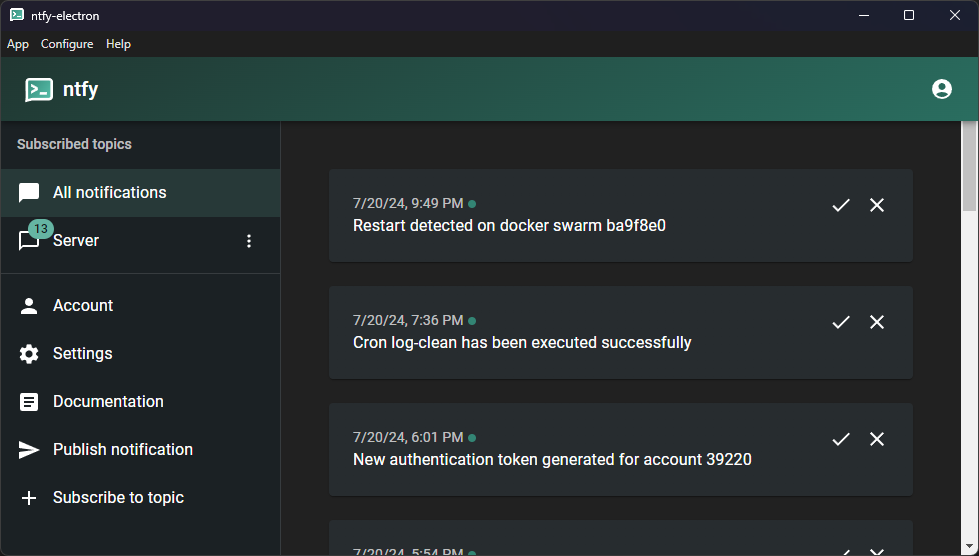 ntfy-electron
App Configure Help
ntfy
Subscribed topics
All notifications
13
Server
Account
Settings
Documentation
Publish notification
Subscribe to topic
7/20/24, 9:49 PM
Restart detected on docker swarm ba9f8e0
7/20/24, 7:36 PM
Cron log-clean has been executed successfully
7/20/24, 6:01 PM
New authentication token generated for account 39220
7/20/24, 5:54 PM